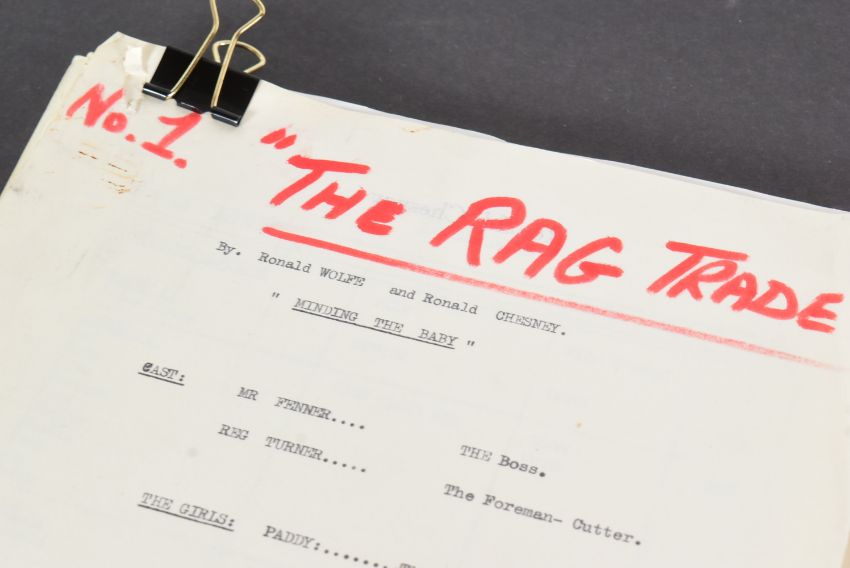 No. 1.
"THE RAG TRADE
By. Ronald WOLFE and Ronald CHESNEY.
" MINDING THE BABY "
CAST:
MR FENNER.... THE Boss.
REG TURNER..... The Foreman- Cutter.
THE GIRLS: PADDY:........